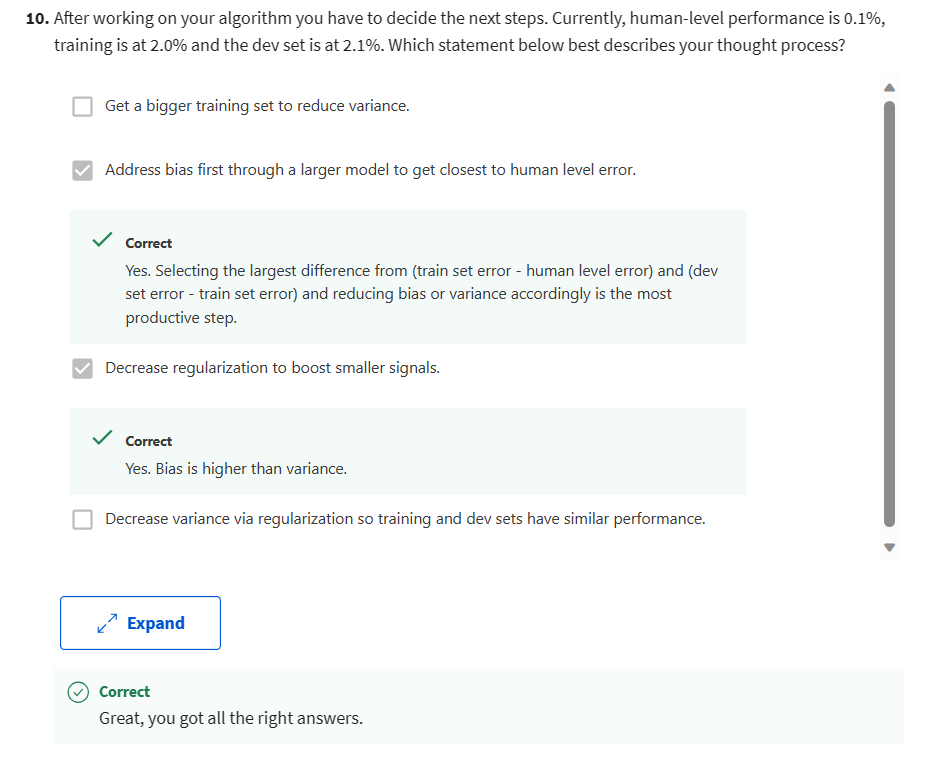 10. After working on your algorithm you have to decide the next steps. Currently, human-level performance is 0.1%,
training is at 2.0% and the dev set is at 2.1%. Which statement below best describes your thought process?
Get a bigger training set to reduce variance.
Address bias first through a larger model to get closest to human level error.
Correct
Yes. Selecting the largest difference from (train set error - human level error) and (dev
set error - train set error) and reducing bias or variance accordingly is the most
productive step.
Decrease regularization to boost smaller signals.
Correct
Yes. Bias is higher than variance.
Decrease variance via regularization so training and dev sets have similar performance.
Expand
Correct
Great, you got all the right answers.